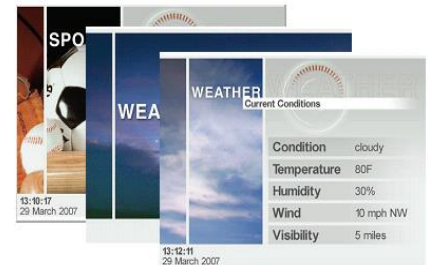 SPO
13:10:17
29 March 2007
WEA
WEATHER
Current Conditions
Condition cloudy
Temperature 80F
Humidity 30%
Wind 10 mph NW
Visibility 5 miles
13:12:11
29 March 2007